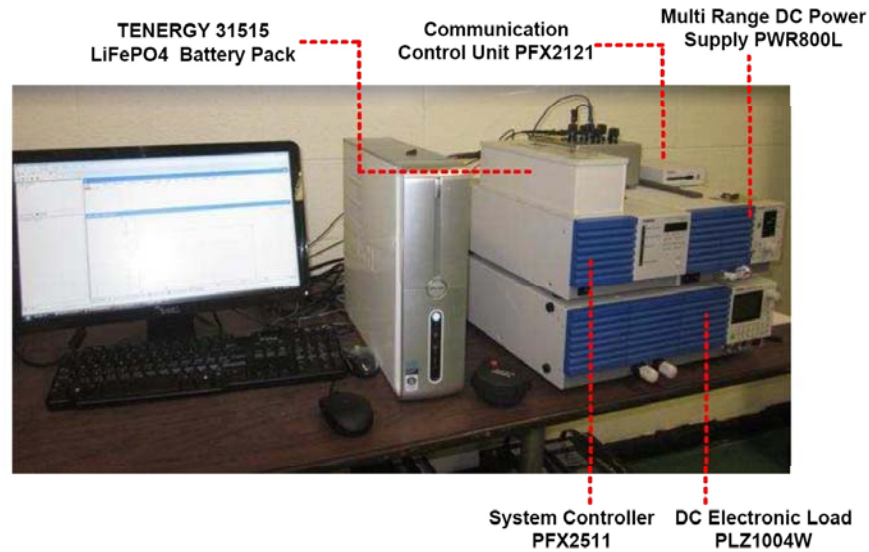 TENERGY 31515
LiFePO4 Battery Pack
Communication
Control Unit PFX2121
Multi Range DC Power
Supply PWR800L
System Controller
PFX2511
DC Electronic Load
PLZ1004W